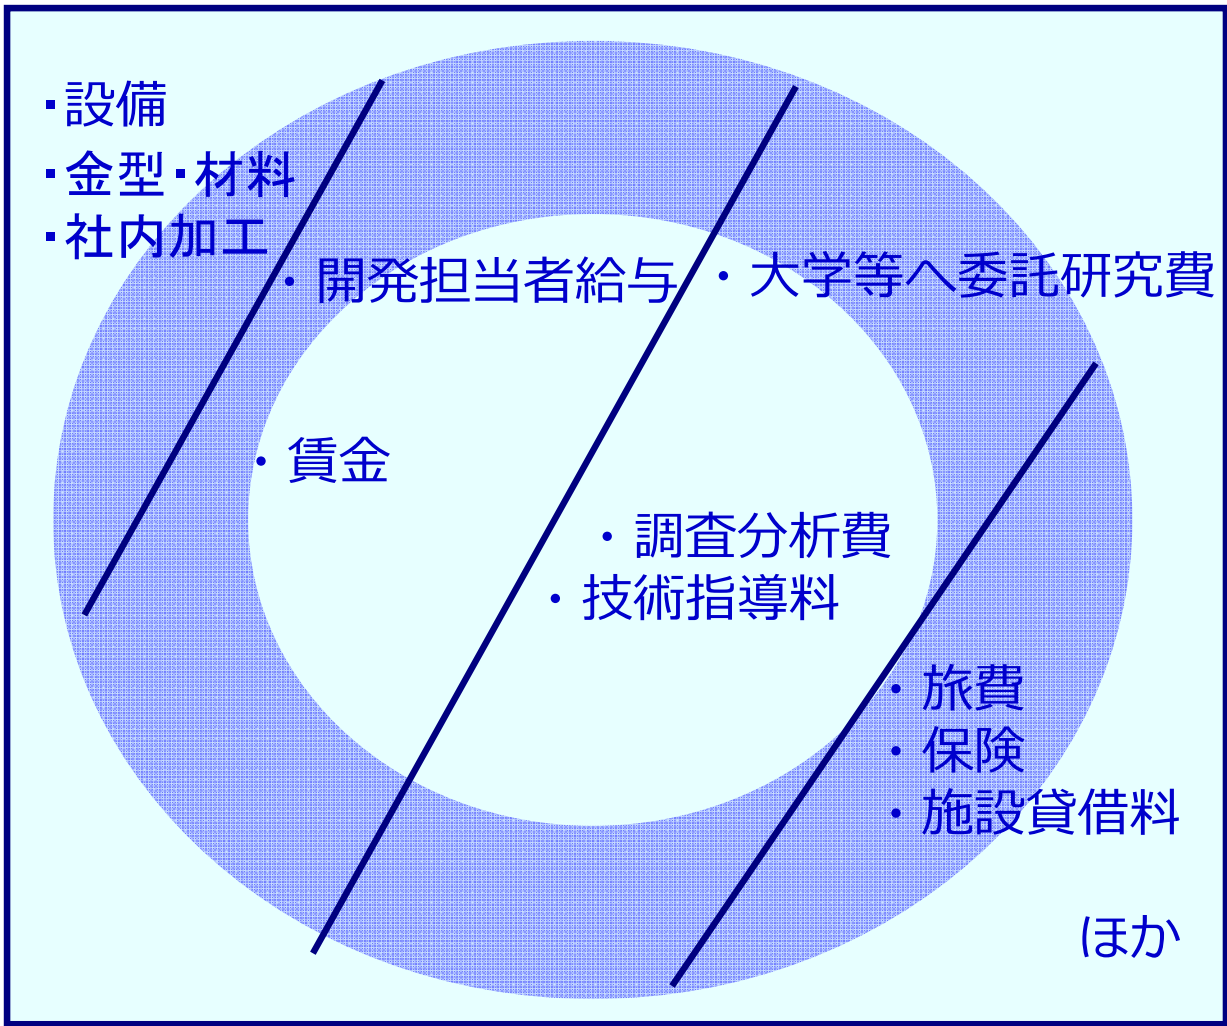 ・設備
・金型・材料
・社内加工
・開発担当者給与
・大学等へ委託研究費
・賃金
・調査分析費
・技術指導料
・旅費
・保険
・施設貸借料
ほか